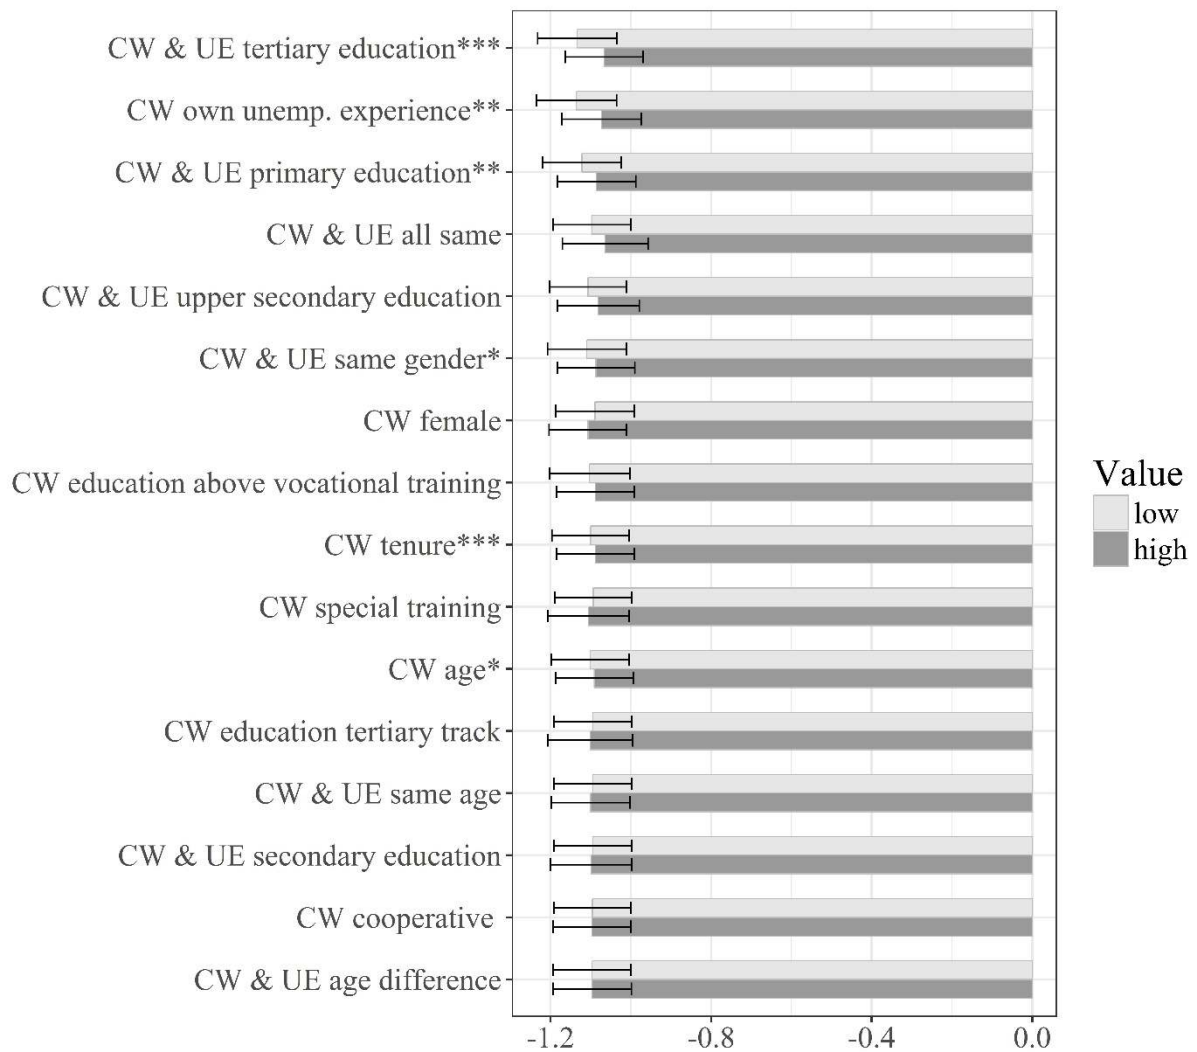 CW & UE tertiary education***
CW own unemp. experience**
CW & UE primary education**
CW & UE all same
CW & UE upper secondary education
CW & UE same gender*
CW female
CW education above vocational training
CW tenure***
CW special training
CW age*
CW education tertiary track
CW & UE same age
CW & UE secondary education
CW cooperative
CW & UE age difference
-1.2 -0.8 -0.4 0.0
Value
low
high